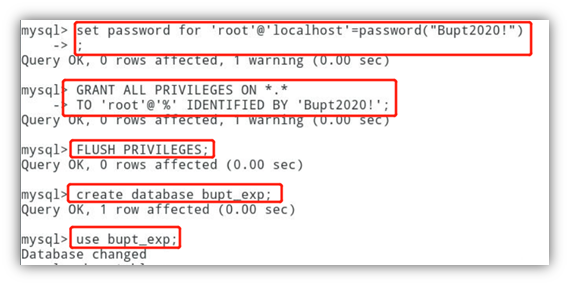 mysql> set password for 'root'@'localhost'=password("Bupt2020!")
-> ;
Query OK, 0 rows affected, 1 warning (0.00 sec)
mysql> GRANT ALL PRIVILEGES ON *.*
-> TO 'root'@'%' IDENTIFIED BY 'Bupt2020!';
Query OK, 0 rows affected, 1 warning (0.00 sec)
mysql> FLUSH PRIVILEGES;
Query OK, 0 rows affected (0.00 sec)
mysql> create database bupt_exp;
Query OK, 1 row affected (0.00 sec)
mysql> use bupt_exp;
Database changed